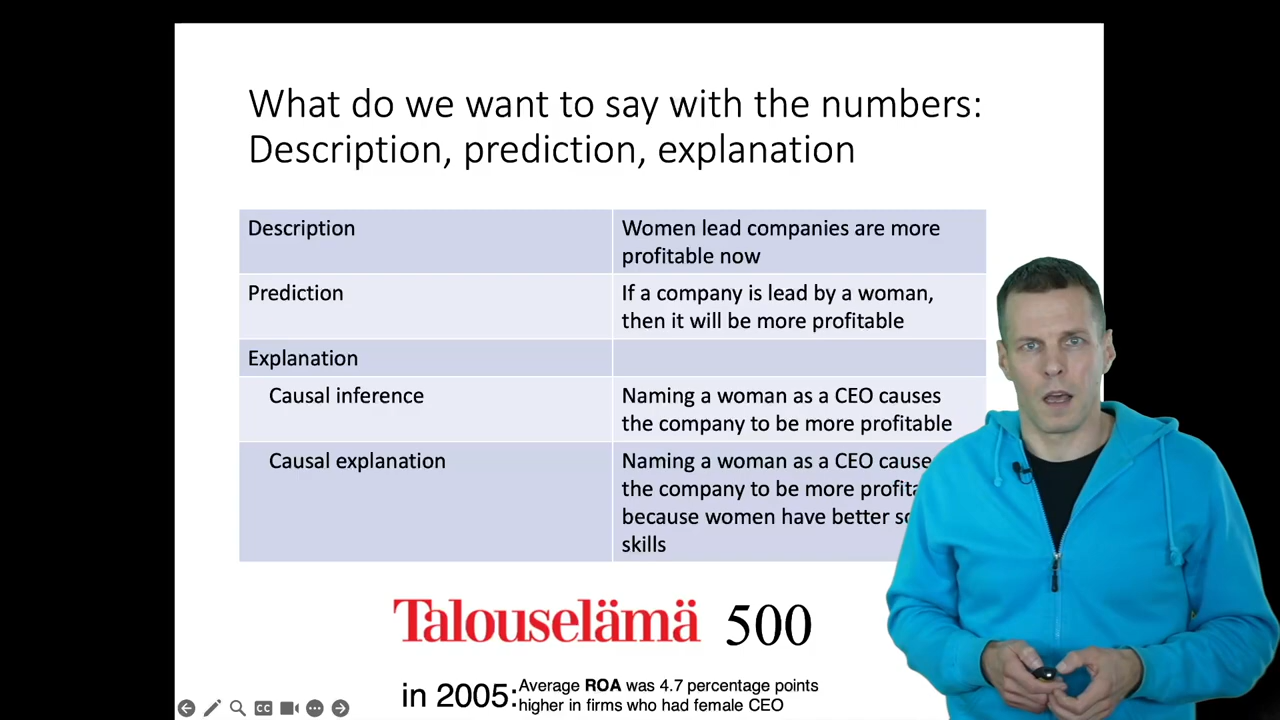 What do we want to say with the numbers:
Description, prediction, explanation
Description
Women lead companies are more
profitable now
Prediction
If a company is lead by a woman,
then it will be more profitable
Explanation
Causal inference
Naming a woman as a CEO causes
the company to be more profitable
Causal explanation
Naming a woman as a CEO cause
the company to be more
because women have better
skills
Talouselämä 500
in 2005:
Average ROA was 4.7 percentage points
higher in firms who had female CEO
CC